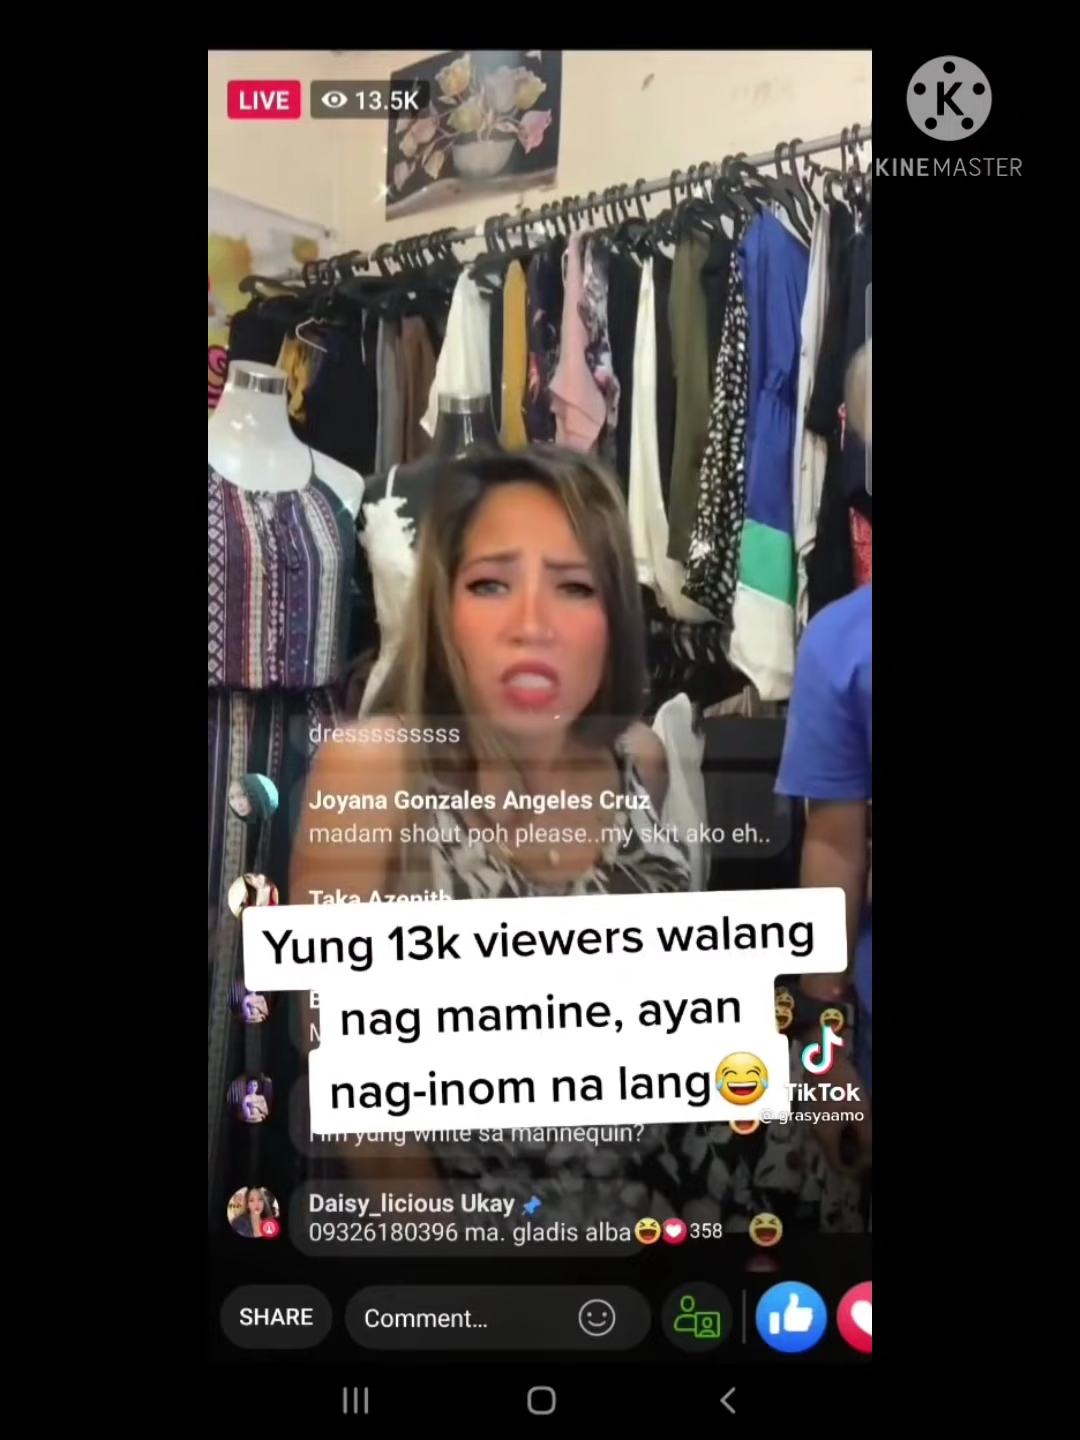 LIVE 13.5K
KINEMASTER
dresssssssss
Joyana Gonzales Angeles Cruz
madam shout poh please..my skit ako eh..
Taka Azenith
Yung 13k viewers walang
nag mamine, ayan
nag-inom na lang😂
TikTok
@grasyaamo
yung white sa mannequin?
Daisy_licious Ukay
09326180396 ma. gladis alba 358
SHARE Comment...